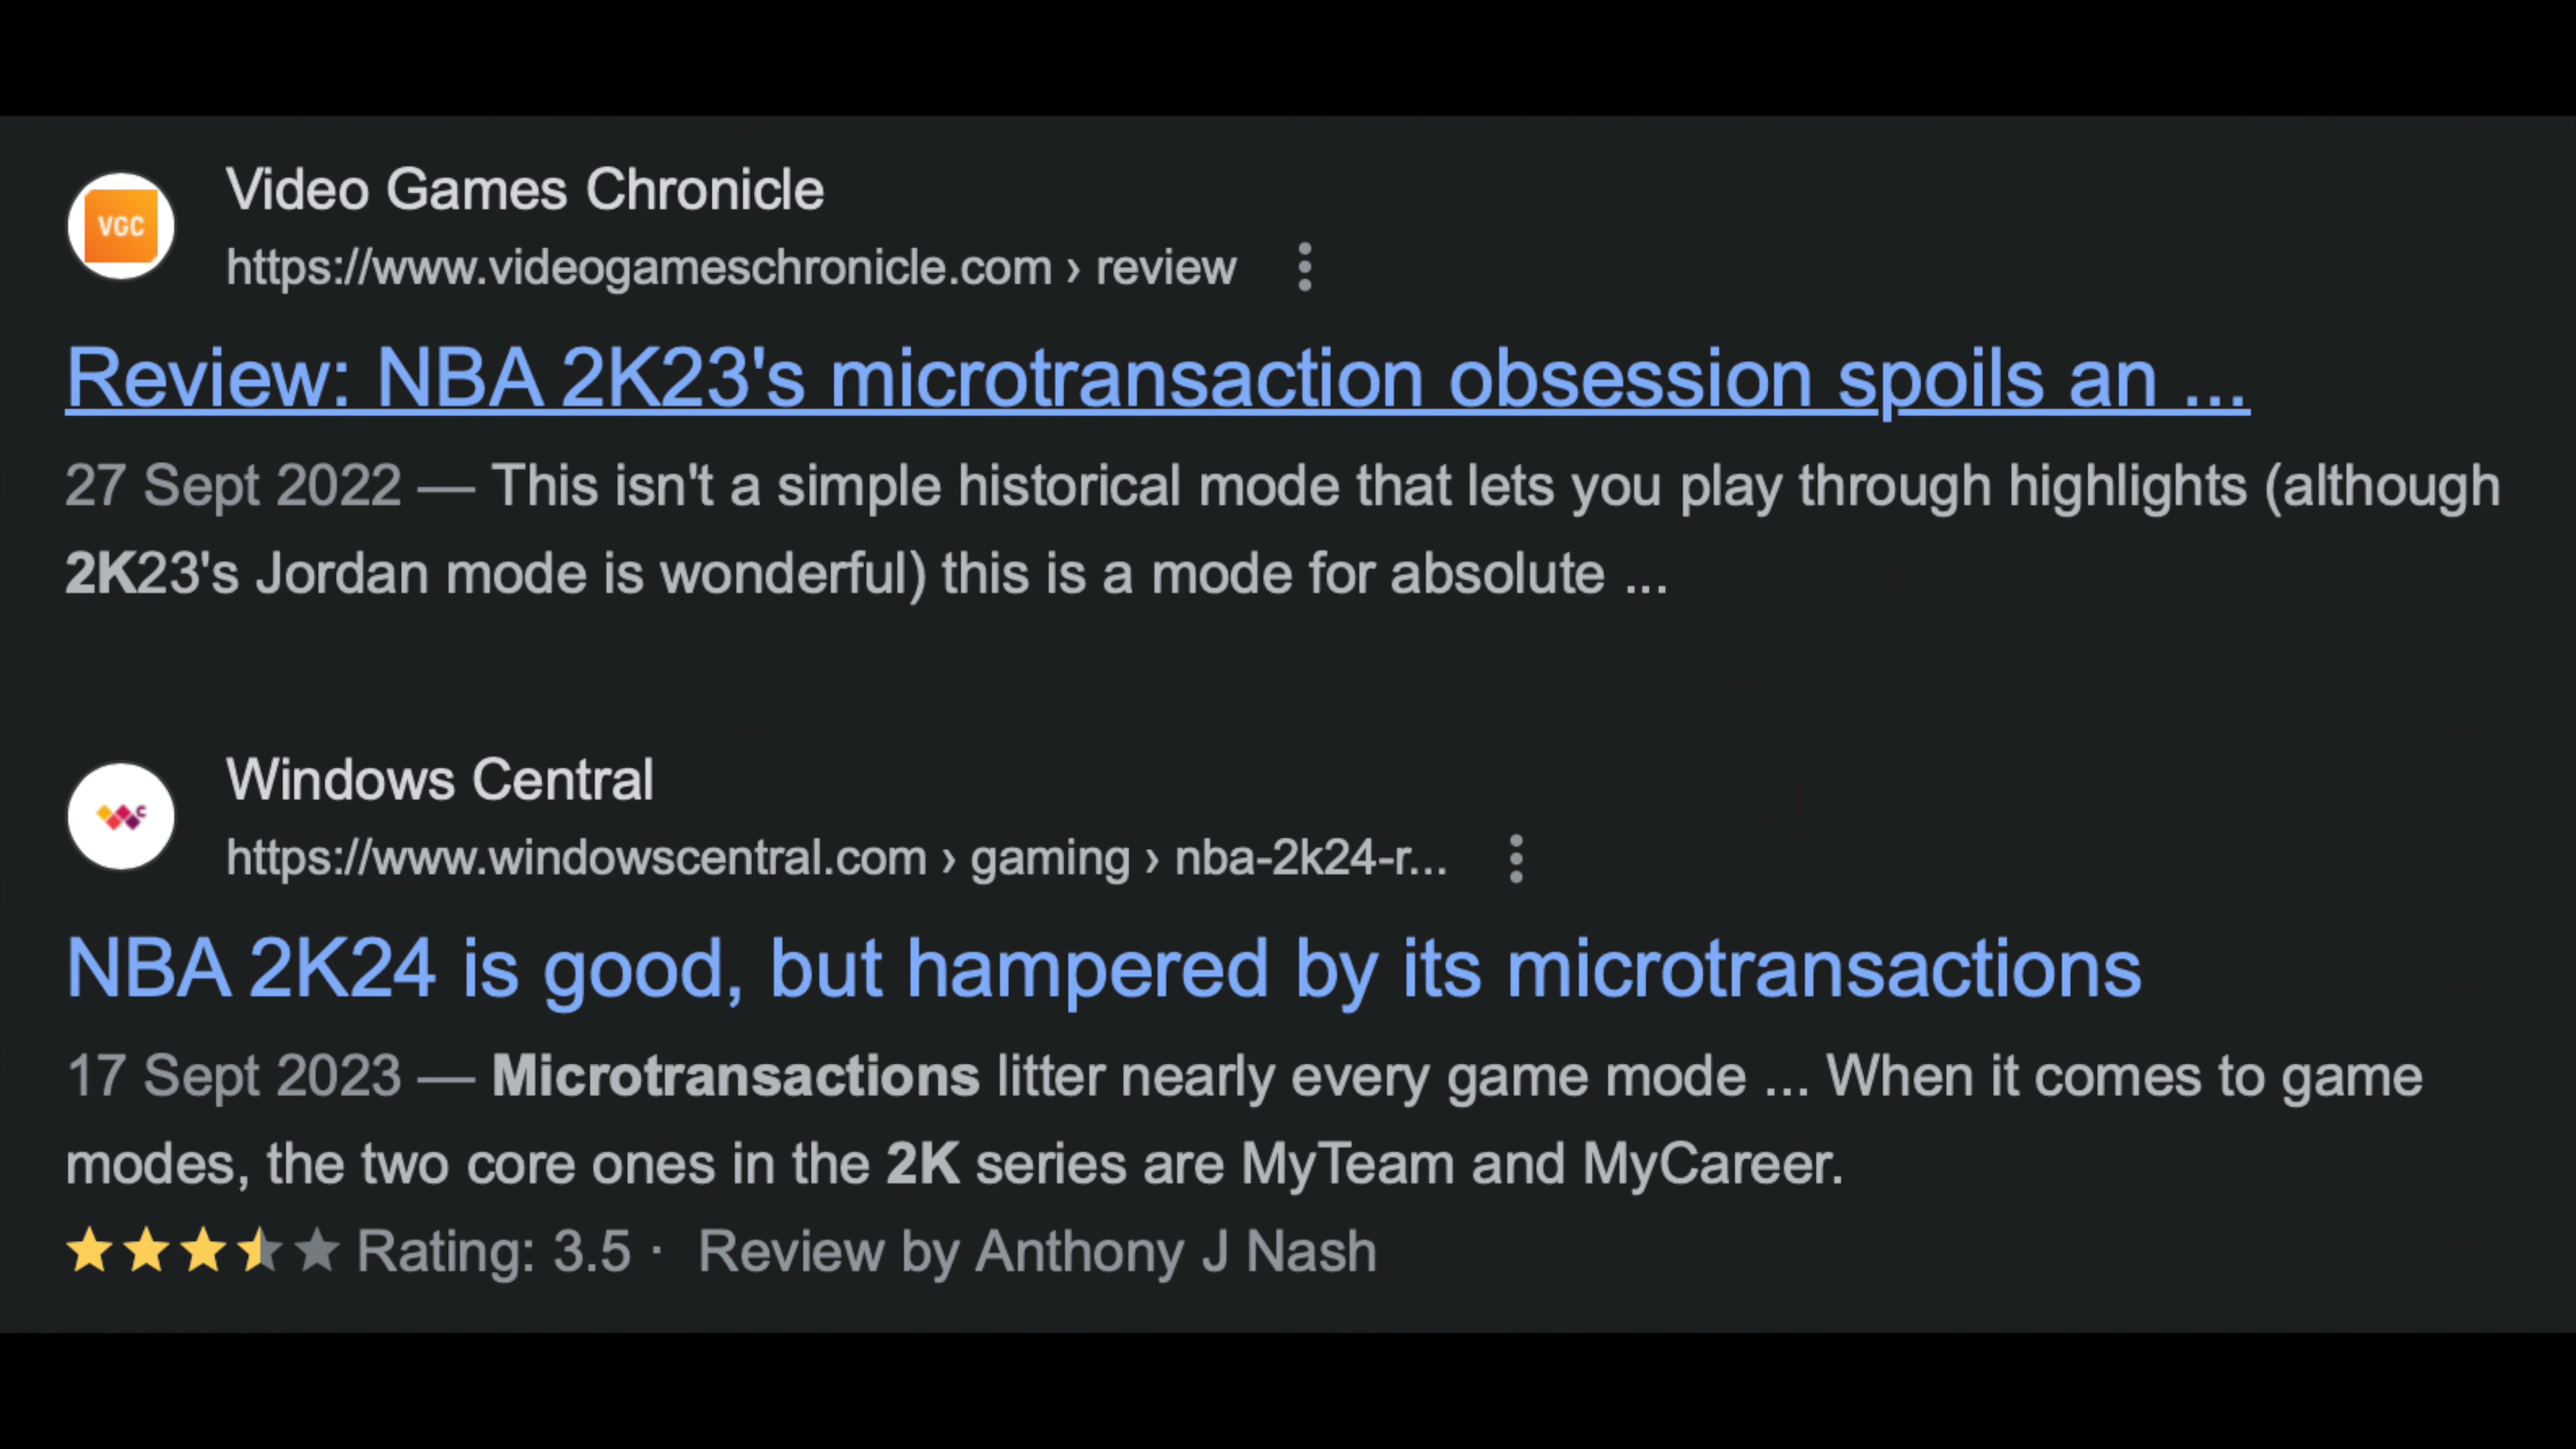 VGC
Video Games Chronicle
https://www.videogameschronicle.com › review
Review: NBA 2K23's microtransaction obsession spoils an ...
27 Sept 2022 — This isn't a simple historical mode that lets you play through highlights (although
2K23's Jordan mode is wonderful) this is a mode for absolute ...
Windows Central
https://www.windowscentral.com › gaming › nba-2k24-r...
NBA 2K24 is good, but hampered by its microtransactions
17 Sept 2023 — Microtransactions litter nearly every game mode ... When it comes to game
modes, the two core ones in the 2K series are MyTeam and MyCareer.
Rating: 3.5 · Review by Anthony J Nash